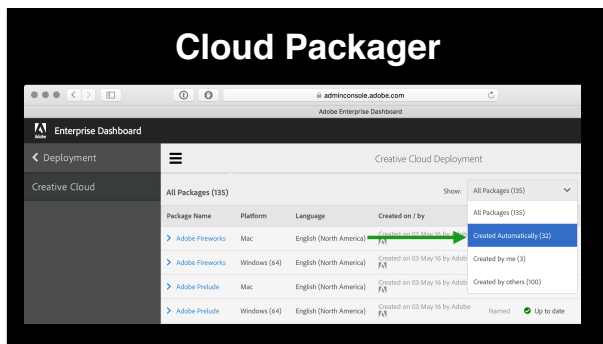 Cloud Packager
adminconsole.adobe.com
Adobe Enterprise Dashboard
Adobe Enterprise Dashboard
Deployment
Creative Cloud Deployment
Creative Cloud
All Packages (135) Show: All Packages (135)
Package Name Platform Language Created on / by
All Packages (135)
Created Automatically (32)
Created by me (3)
Created by others (100)
Adobe Fireworks Mac English (North America) Created on 03 May 16 by Adob
Adobe Fireworks Windows (64) English (North America) Created on 03 May 16 by Adob
Adobe Prelude Mac English (North America) Created on 03 May 16 by Adob
Adobe Prelude Windows (64) English (North America) Created on 03 May 16 by Adobe Named Up to date